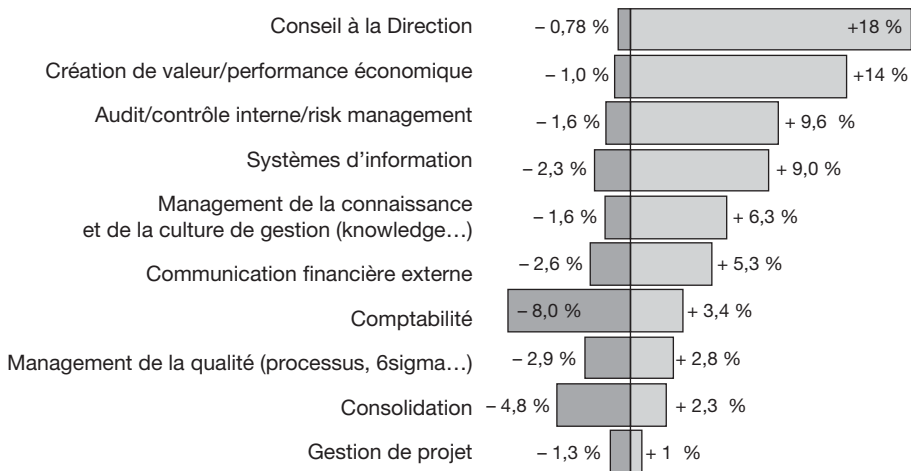 Conseil à la Direction – 0,78 % +18 %
Création de valeur/performance économique – 1,0 % +14 %
Audit/contrôle interne/risk management – 1,6 % + 9,6 %
Systèmes d'information – 2,3 % + 9,0 %
Management de la connaissance
et de la culture de gestion (knowledge…) – 1,6 % + 6,3 %
Communication financière externe – 2,6 % + 5,3 %
Comptabilité – 8,0 % + 3,4 %
Management de la qualité (processus, 6sigma…) – 2,9 % + 2,8 %
Consolidation – 4,8 % + 2,3 %
Gestion de projet – 1,3 % + 1 %